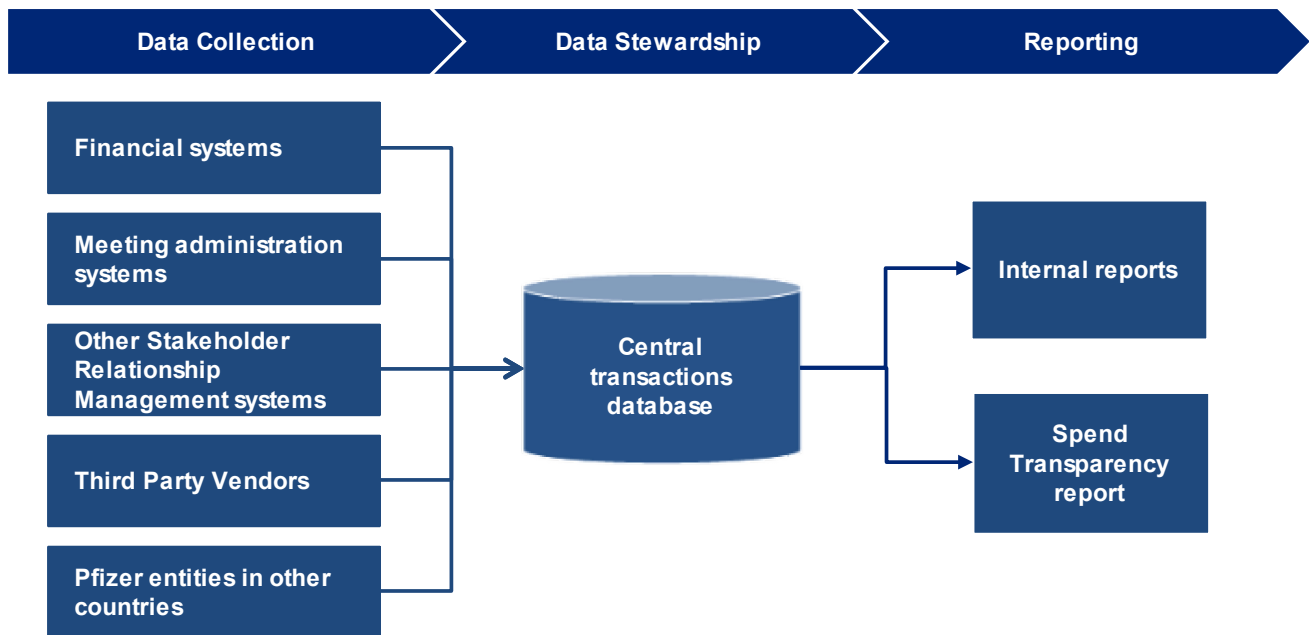 Data Collection
Data Stewardship
Reporting
Financial systems
Meeting administration
systems
Other Stakeholder
Relationship
Management systems
Third Party Vendors
Pfizer entities in other
countries
Central
transactions
database
Internal reports
Spend
Transparency
report